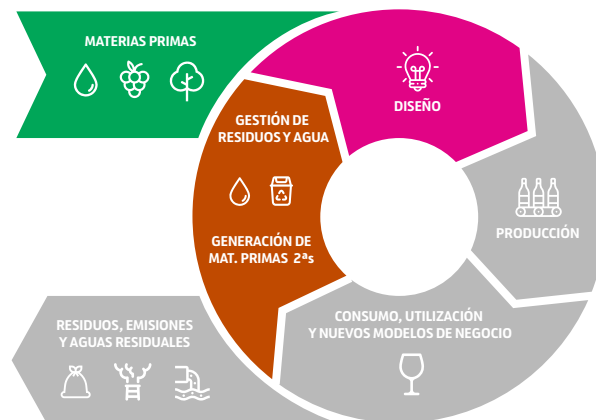 MATERIAS PRIMAS
DISEÑO
GESTIÓN DE
RESIDUOS Y AGUA
GENERACIÓN DE
MAT. PRIMAS 2ªs
PRODUCCIÓN
CONSUMO, UTILIZACIÓN
Y NUEVOS MODELOS DE NEGOCIO
RESIDUOS, EMISIONES
Y AGUAS RESIDUALES